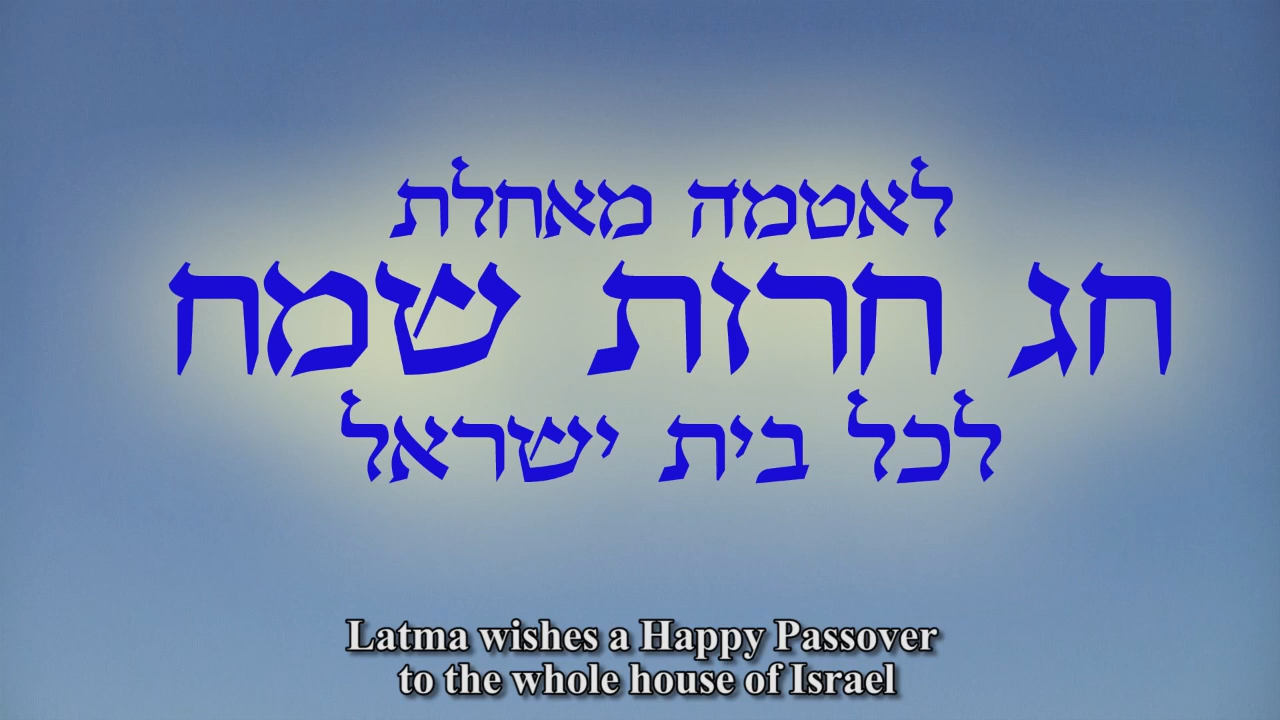 לאטמה מאחלת
חג חרות שמח
לכל בית ישראל
Latma wishes a Happy Passover
to the whole house of Israel